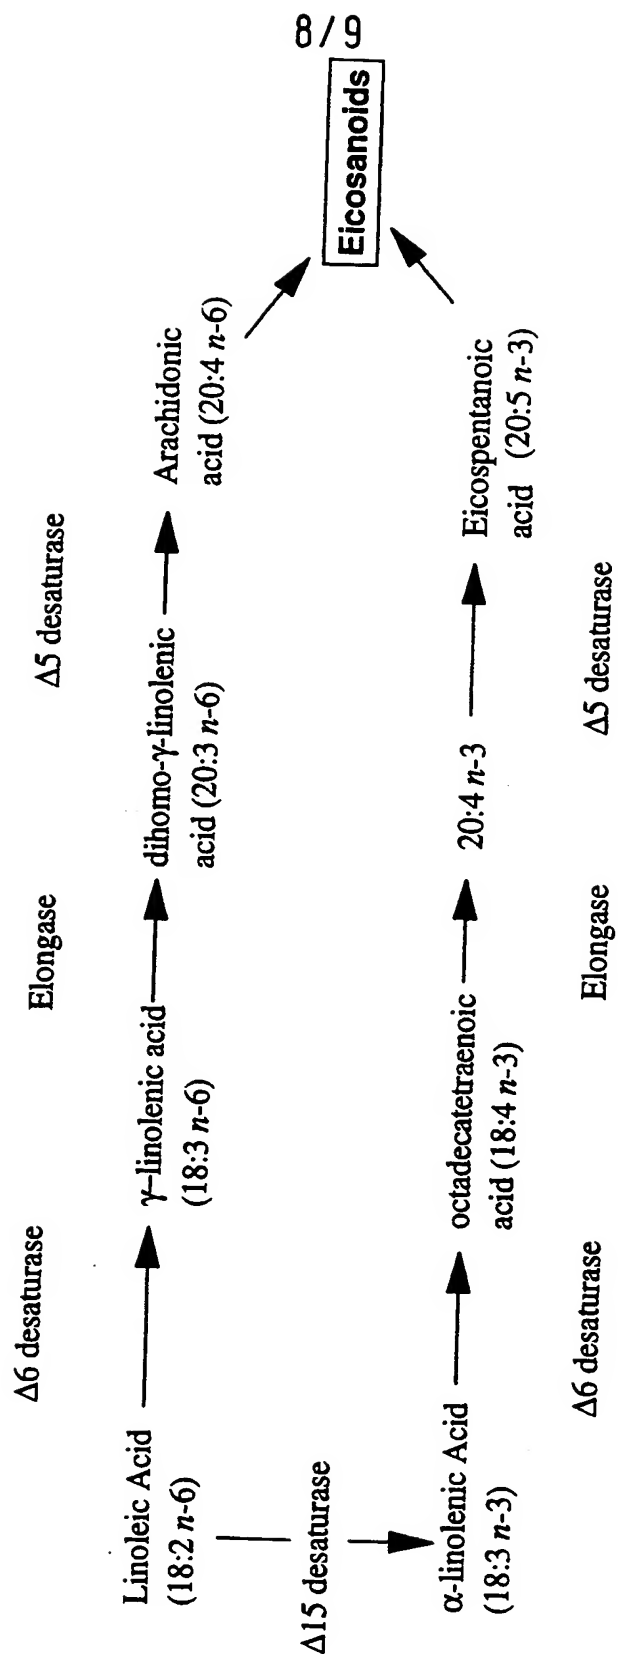 8/9
Δ6 desaturase
Elongase
Δ5 desaturase
Linoleic Acid
(18:2 n-6)
γ–linolenic acid
(18:3 n-6)
dihomo-γ-linolenic
acid (20:3 n-6)
Arachidonic
acid (20:4 n-6)
Δ15 desaturase
Eicosanoids
α-linolenic Acid
(18:3 n-3)
octadecatetraenoic
acid (18:4 n-3)
20:4 n-3
Eicospentanoic
acid (20:5 n-3)
Δ6 desaturase
Elongase
Δ5 desaturase